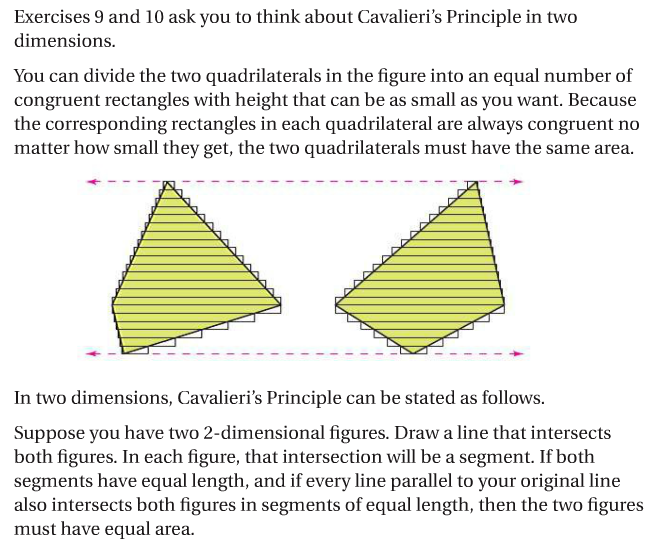 Exercises 9 and 10 ask you to think about Cavalieri’s Principle in two
dimensions.
You can divide the two quadrilaterals in the figure into an equal number of
congruent rectangles with height that can be as small as you want. Because
the corresponding rectangles in each quadrilateral are always congruent no
matter how small they get, the two quadrilaterals must have the same area.
In two dimensions, Cavalieri’s Principle can be stated as follows.
Suppose you have two 2-dimensional figures. Draw a line that intersects
both figures. In each figure, that intersection will be a segment. If both
segments have equal length, and if every line parallel to your original line
also intersects both figures in segments of equal length, then the two figures
must have equal area.